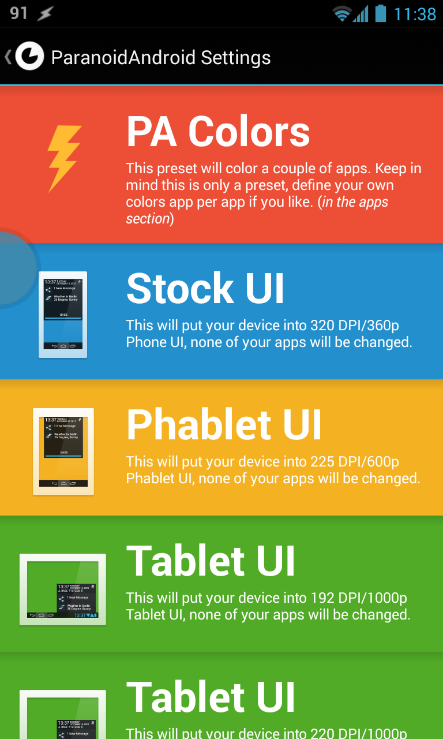 91 11:38
ParanoidAndroid Settings
PA Colors
This preset will color a couple of apps. Keep in
mind this is only a preset, define your own
colors app per app if you like. (in the apps
section)
Stock UI
This will put your device into 320 DPI/360p
Phone UI, none of your apps will be changed.
Phablet UI
This will put your device into 225 DPI/600p
Phablet UI, none of your apps will be changed.
Tablet UI
This will put your device into 192 DPI/1000p
Tablet UI, none of your apps will be changed.
Tablet UI
This will put your device into 220 DPI/1000p